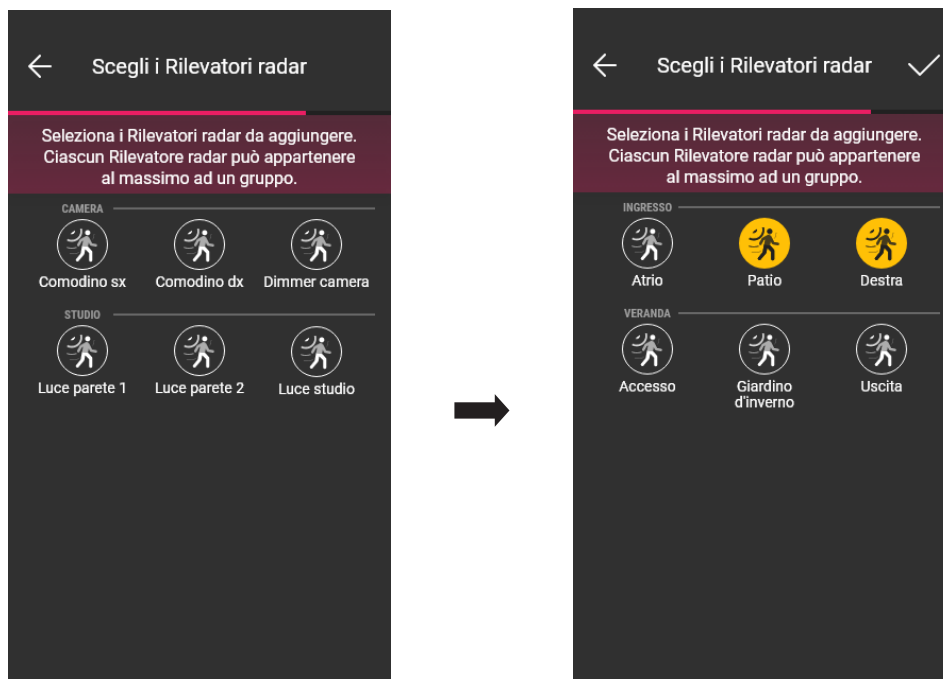 Scegli i Rilevatori radar
Seleziona i Rilevatori radar da aggiungere.
Ciascun Rilevatore radar può appartenere
al massimo ad un gruppo.
CAMERA
Comodino sx Comodino dx Dimmer camera
STUDIO
Luce parete 1 Luce parete 2 Luce studio
Scegli i Rilevatori radar
Seleziona i Rilevatori radar da aggiungere.
Ciascun Rilevatore radar può appartenere
al massimo ad un gruppo.
INGRESSO
Atrio Patio Destra
VERANDA
Accesso Giardino Uscita
d'inverno